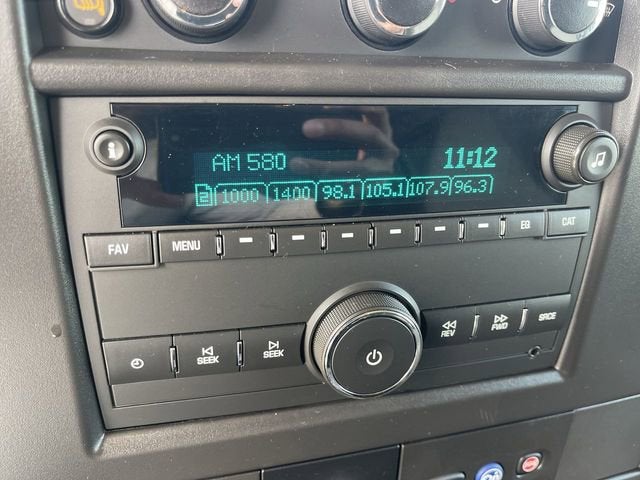 AM 580 11:12
2 1000 1400 98.1 105.1 107.9 96.3
FAV MENU EQ CAT
SEEK SEEK REV FWD SRCE